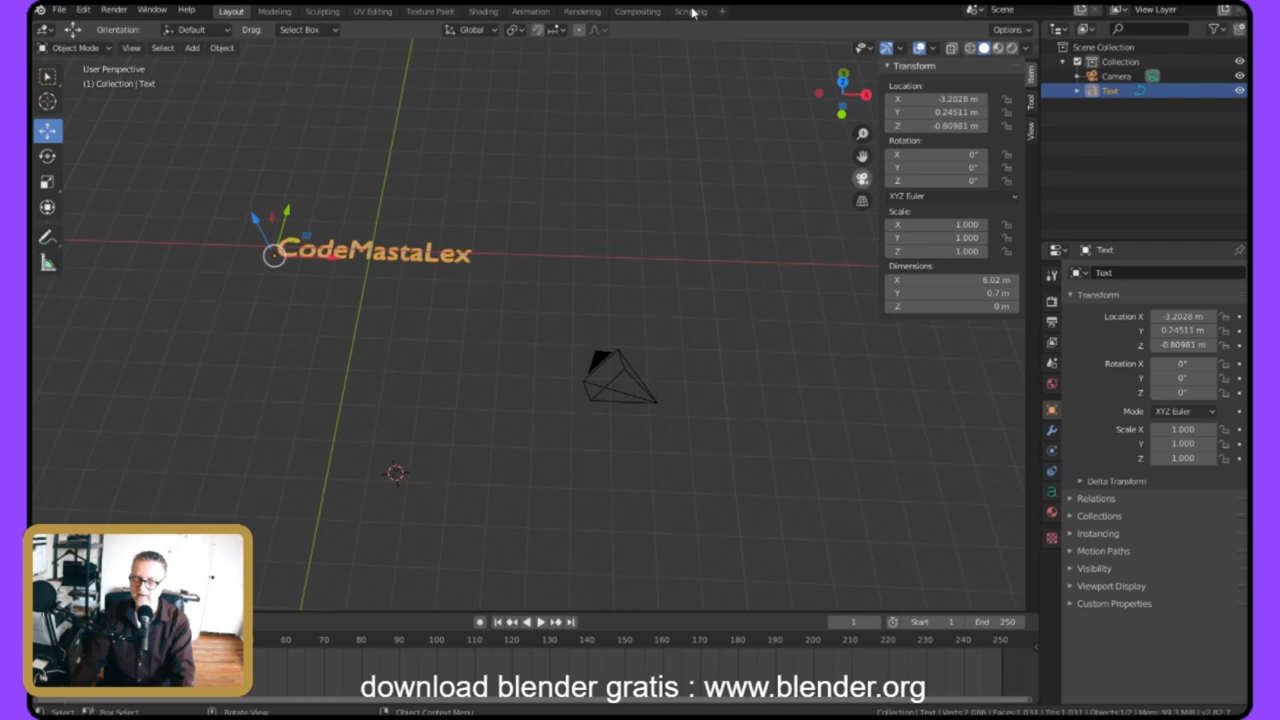 File Edit Render Window Help
Layout Modeling Sculpting UV Editing Texture Paint Shading Animation Rendering Compositing Scripting +
Scene
View Layer
Orientation: Default Drag: Select Box
Global
Options
Object Mode View Select Add Object
User Perspective
(1) Collection | Text
CodeMastaLex
X
Transform
Location:
X -3.2028 m
Y 0.24511 m
Z -0.80981 m
Rotation:
X 0°
Y 0°
Z 0°
XYZ Euler
Scale:
X 1.000
Y 1.000
Z 1.000
Dimensions:
X 6.02 m
Y 0.7 m
Z 0 m
Item
Tool
View
Scene Collection
Collection
Camera
Text
Text
Text
Transform
Location X -3.2028 m
Y 0.24511 m
Z -0.80981 m
Rotation X 0°
Y 0°
Z 0°
Mode XYZ Euler
Scale X 1.000
Y 1.000
Z 1.000
Delta Transform
Relations
Collections
Instancing
Motion Paths
Visibility
Viewport Display
Custom Properties
1 Start 1 End 250
60 70 80 90 100 110 120 130 140 150 160 170 180 190 200 210 220 230 240 250
download blender gratis : www.blender.org
Select Box Select Rotate View Object Context Menu